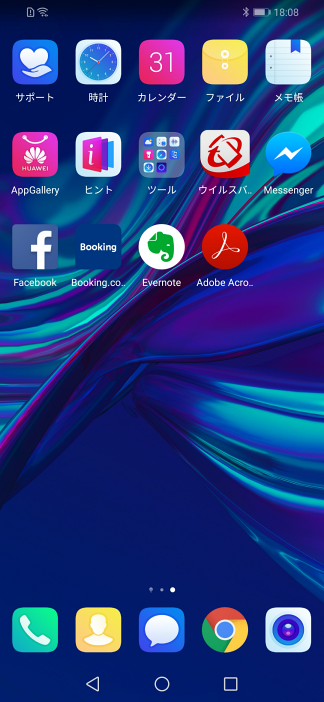 18:08
31
サポート
時計
カレンダー
ファイル
メモ帳
HUAWEI
i
AppGallery
ヒント
ツール
ウイルスバ..
Messenger
f
Booking
Facebook
Booking.co..
Evernote
Adobe Acro..